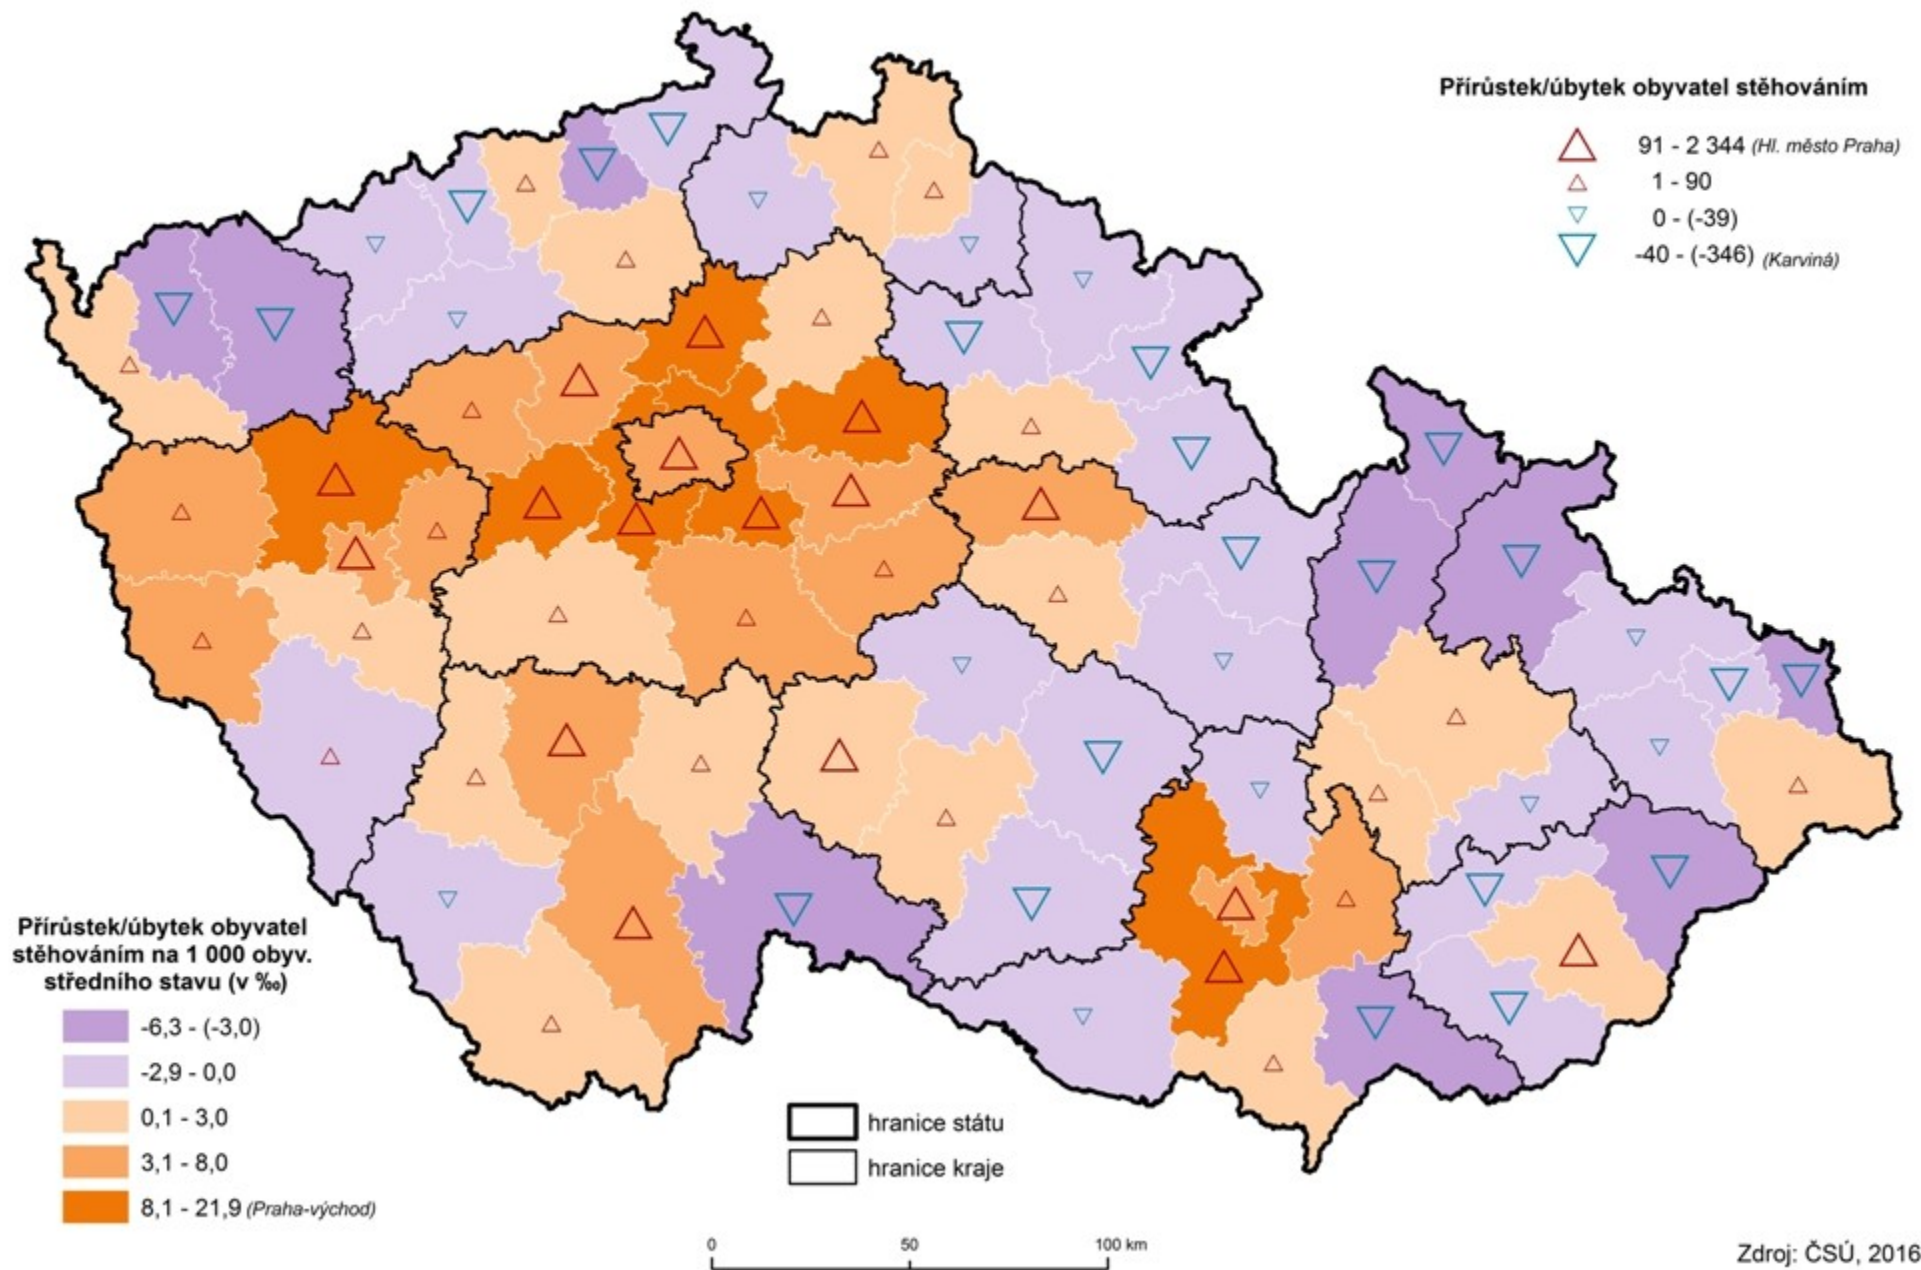 Přírůstek/úbytek obyvatel stěhováním
91 - 2 344 (Hl. město Praha)
1 - 90
0 - (-39)
-40 - (-346) (Karviná)
Přírůstek/úbytek obyvatel
stěhováním na 1 000 obyv.
středního stavu (v ‰)
-6,3 - (-3,0)
-2,9 - 0,0
0,1 - 3,0
3,1 - 8,0
8,1 - 21,9 (Praha-východ)
hranice státu
hranice kraje
0 50 100 km
Zdroj: ČSÚ, 2016